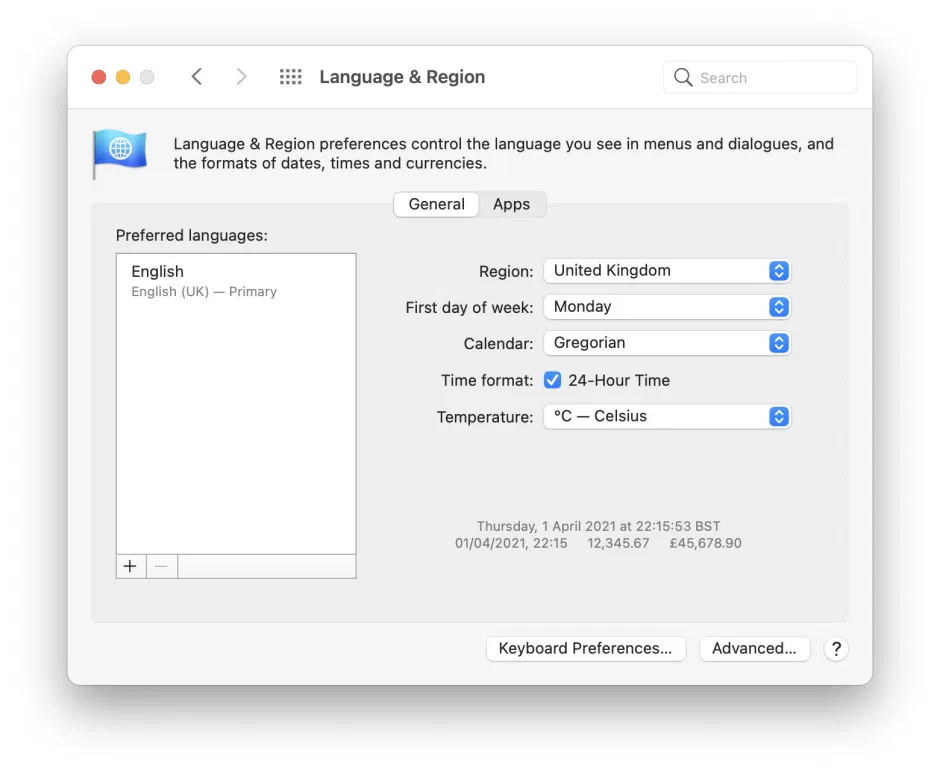 Language & Region
Search
Language & Region preferences control the language you see in menus and dialogues, and
the formats of dates, times and currencies.
General Apps
Preferred languages:
English
English (UK) — Primary
Region: United Kingdom
First day of week: Monday
Calendar: Gregorian
Time format: 24-Hour Time
Temperature: °C — Celsius
Thursday, 1 April 2021 at 22:15:53 BST
01/04/2021, 22:15 12,345.67 £45,678.90
+ —
Keyboard Preferences... Advanced... ?